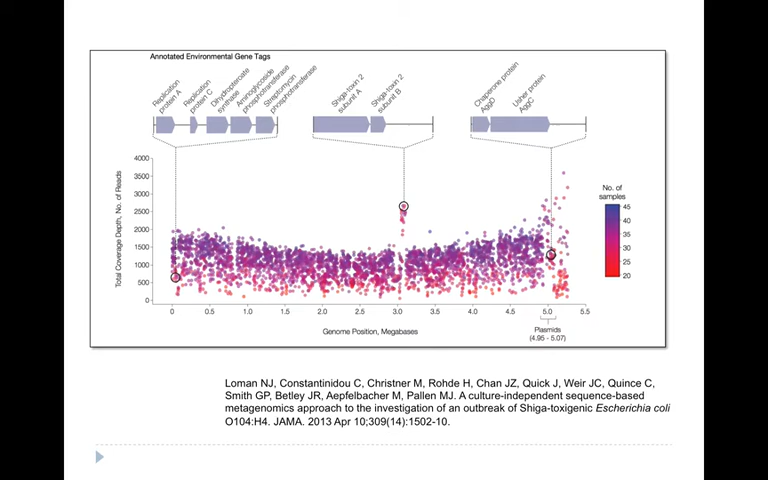 Annotated Environmental Gene Tags
Replication
protein A
Replication
protein C
Dihydropteroate
synthase
Aminoglycoside
phosphotransferase
Streptomycin
phosphotransferase
Shiga-toxin 2
subunit A
Shiga-toxin 2
subunit B
Chaperone protein
AggD
Usher protein
AggC
Total Coverage Depth, No. of Reads
4000
3500
3000
2500
2000
1500
1000
500
0
0
0.5
1.0
1.5
2.0
2.5
3.0
3.5
4.0
4.5
5.0
5.5
Genome Position, Megabases
Plasmids
(4.95 - 5.07)
No. of
samples
45
40
35
30
25
20
Loman NJ, Constantinidou C, Christner M, Rohde H, Chan JZ, Quick J, Weir JC, Quince C,
Smith GP, Betley JR, Aepfelbacher M, Pallen MJ. A culture-independent sequence-based
metagenomics approach to the investigation of an outbreak of Shiga-toxigenic Escherichia coli
O104:H4. JAMA. 2013 Apr 10;309(14):1502-10.